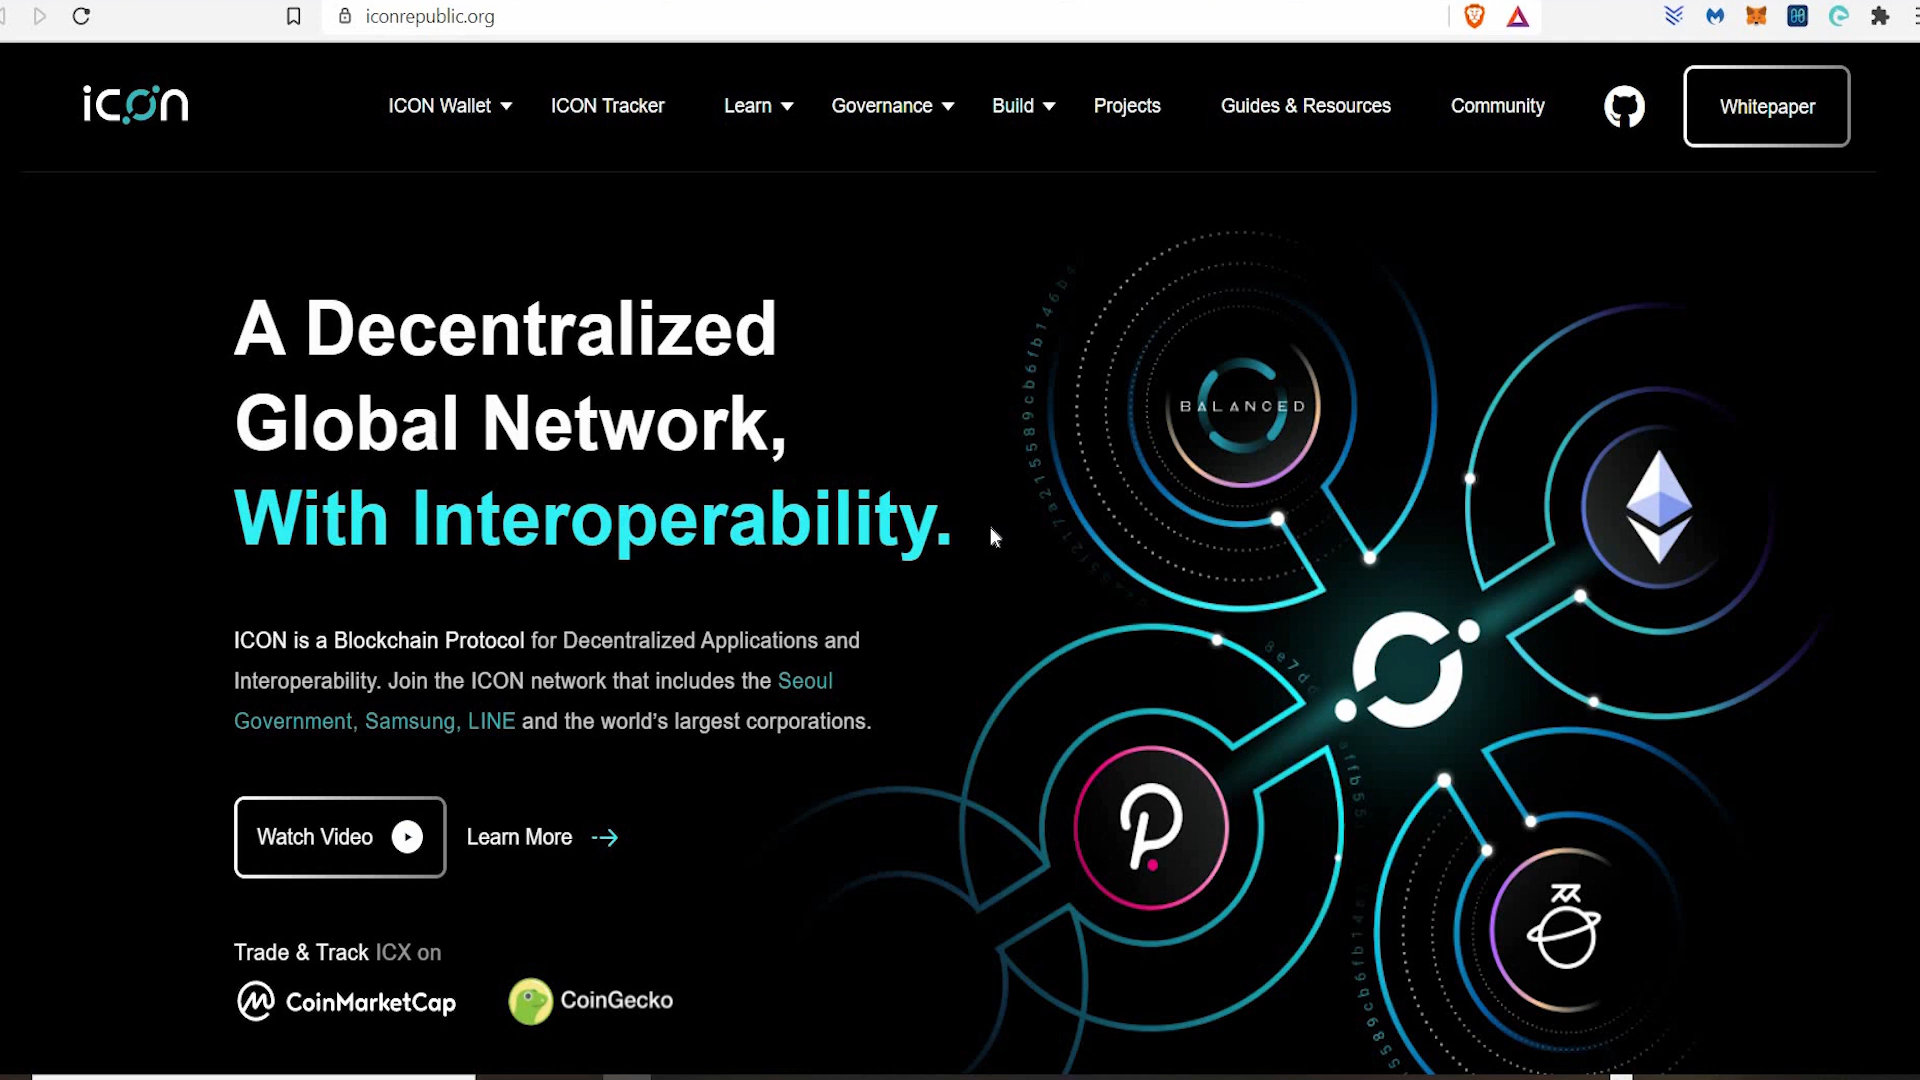 iconrepublic.org
icon
ICON Wallet
ICON Tracker
Learn
Governance
Build
Projects
Guides & Resources
Community
Whitepaper
A Decentralized
Global Network,
With Interoperability.
ICON is a Blockchain Protocol for Decentralized Applications and
Interoperability. Join the ICON network that includes the Seoul
Government, Samsung, LINE and the world’s largest corporations.
Watch Video
Learn More
Trade & Track ICX on
CoinMarketCap
CoinGecko
BALANCED